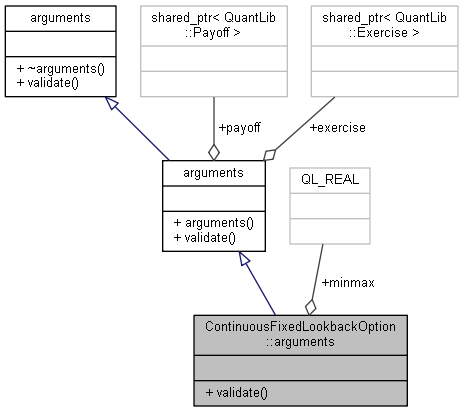 arguments
+ ~arguments()
+ validate()
shared_ptr< QuantLib
::Payoff >
shared_ptr< QuantLib
::Exercise >
+payoff
+exercise
arguments
+ arguments()
+ validate()
QL_REAL
+minmax
ContinuousFixedLookbackOption
::arguments
+ validate()